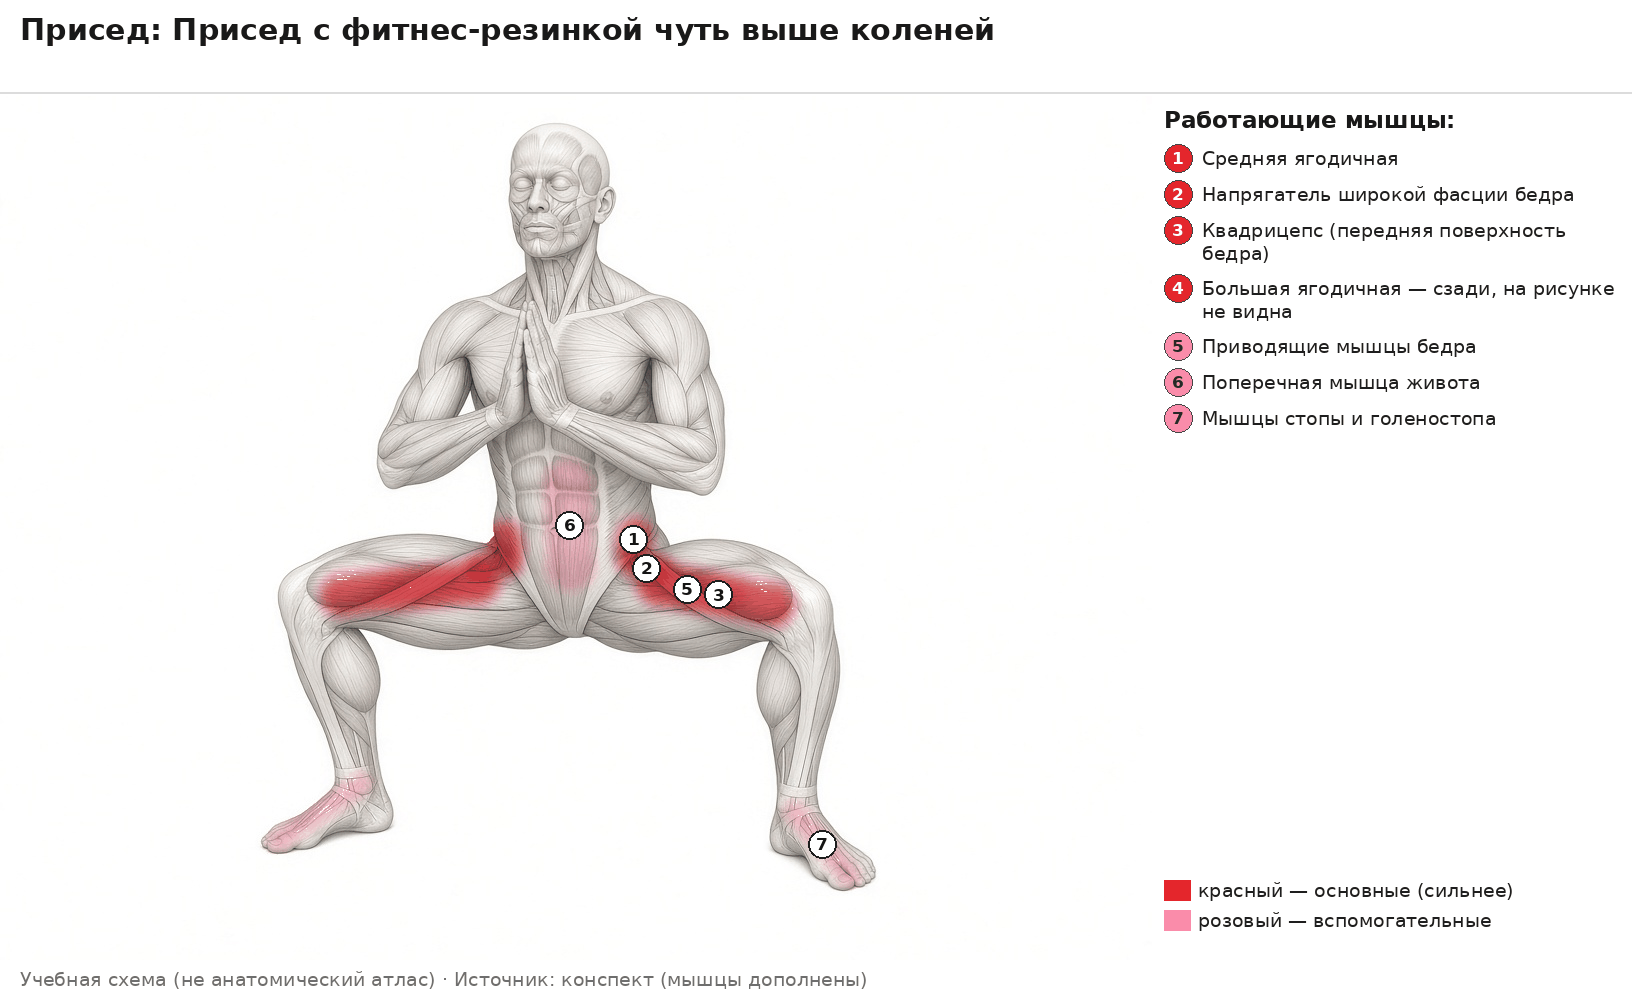 Присед: Присед с фитнес-резинкой чуть выше коленей
Работающие мышцы:
1 Средняя ягодичная
2 Напрягатель широкой фасции бедра
3 Квадрицепс (передняя поверхность
бедра)
4 Большая ягодичная — сзади, на рисунке
не видна
5 Приводящие мышцы бедра
6 Поперечная мышца живота
7 Мышцы стопы и голеностопа
6
1
2
5
3
7
красный — основные (сильнее)
розовый — вспомогательные
Учебная схема (не анатомический атлас) · Источник: конспект (мышцы дополнены)